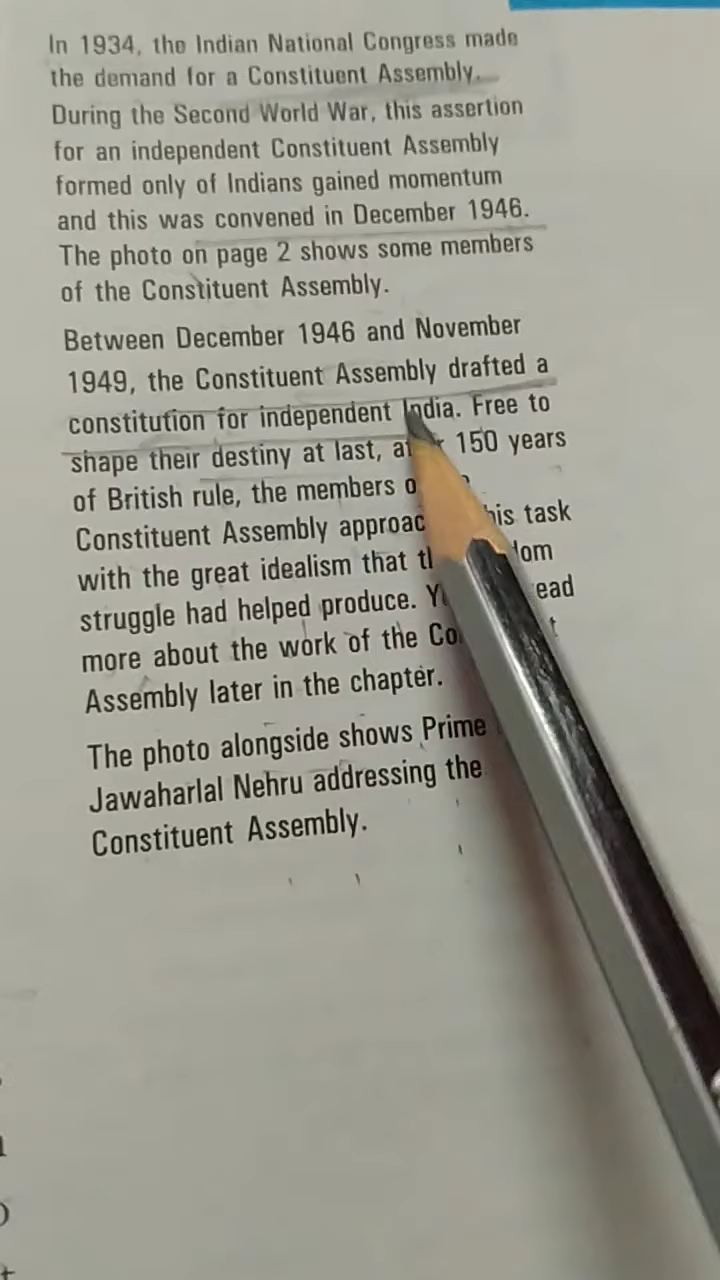 In 1934, the Indian National Congress made
the demand for a Constituent Assembly.
During the Second World War, this assertion
for an independent Constituent Assembly
formed only of Indians gained momentum
and this was convened in December 1946.
The photo on page 2 shows some members
of the Constituent Assembly.
Between December 1946 and November
1949, the Constituent Assembly drafted a
constitution for independent India. Free to
shape their destiny at last, 150 years
of British rule, the members
Constituent Assembly task
with the great idealism that
struggle had helped produce.
more about the work of the
Assembly later in the chapter.
The photo alongside shows Prime
Jawaharlal Nehru addressing the
Constituent Assembly.